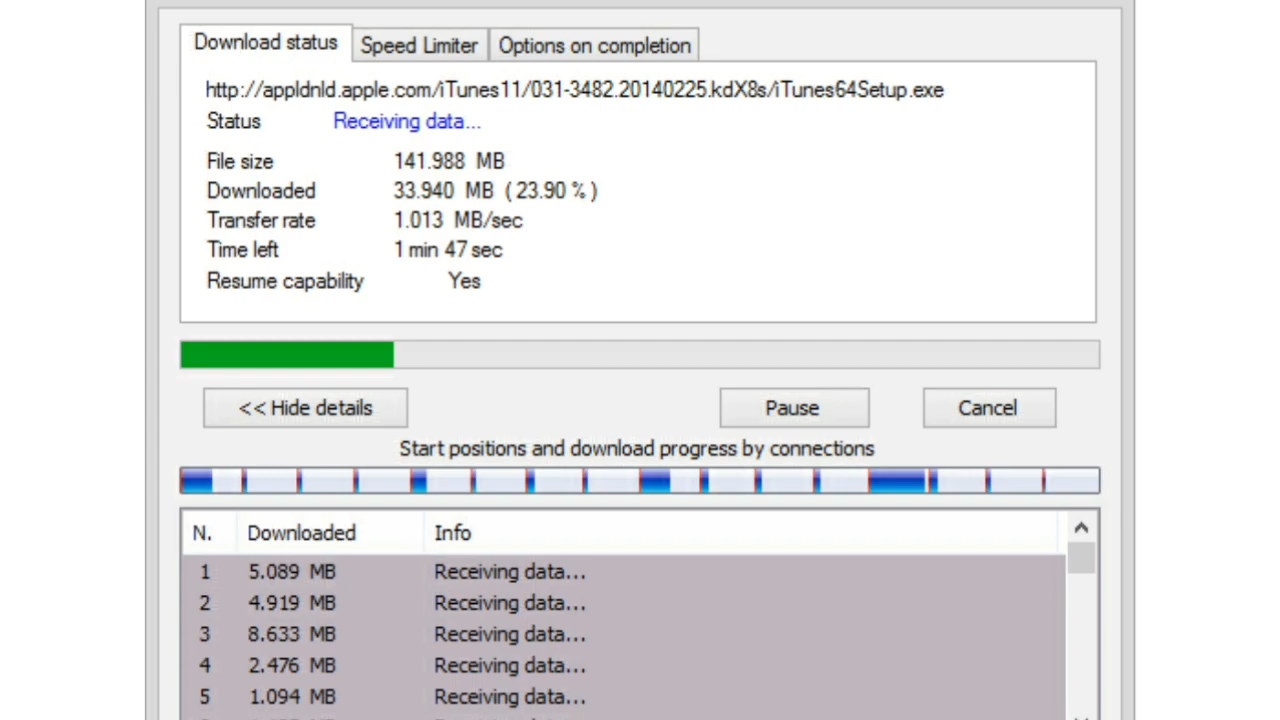 Download status Speed Limiter Options on completion
http://appldnld.apple.com/iTunes11/031-3482.20140225.kdX8s/iTunes64Setup.exe
Status Receiving data...
File size 141.988 MB
Downloaded 33.940 MB ( 23.90 % )
Transfer rate 1.013 MB/sec
Time left 1 min 47 sec
Resume capability Yes
<< Hide details Pause Cancel
Start positions and download progress by connections
N. Downloaded Info
1 5.089 MB Receiving data...
2 4.919 MB Receiving data...
3 8.633 MB Receiving data...
4 2.476 MB Receiving data...
5 1.094 MB Receiving data...